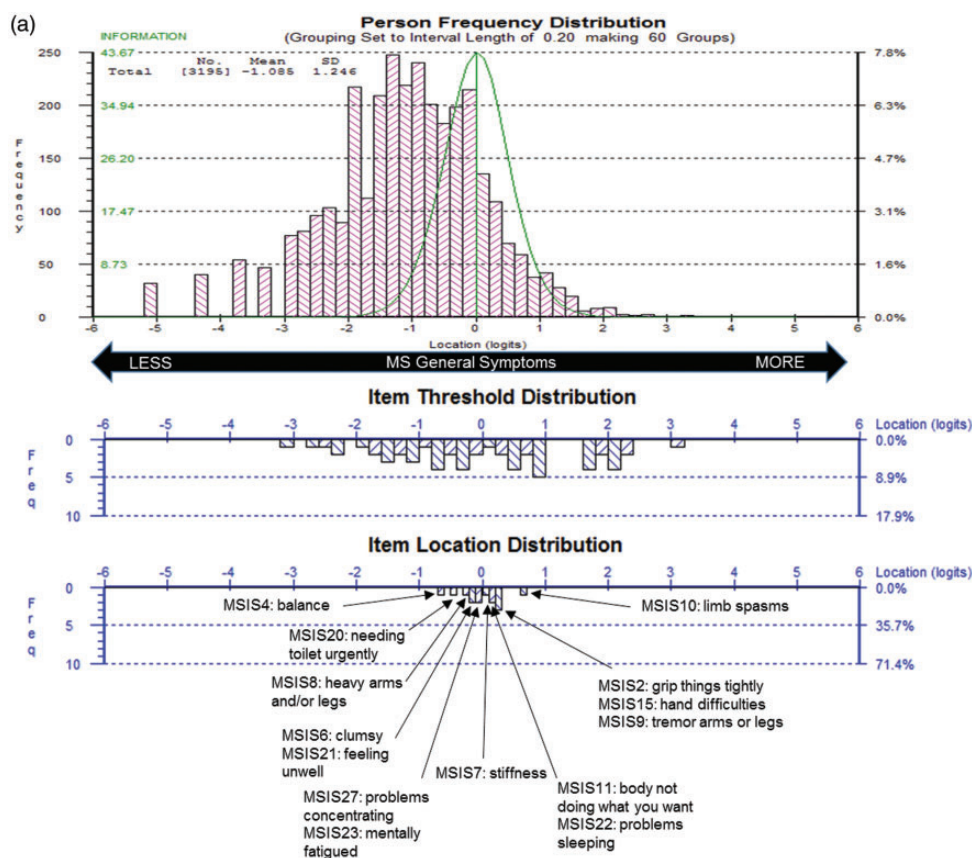 (a)
Person Frequency Distribution
(Grouping Set to Interval Length of 0.20 making 60 Groups)
INFORMATION
No. Mean SD
Total [3195] -1.085 1.246
250 43.67 7.8%
200 34.94 6.3%
150 26.20 4.7%
100 17.47 3.1%
50 8.73 1.6%
0 0.0%
Frequency
-6 -5 -4 -3 -2 -1 0 1 2 3 4 5 6
Location (logits)
LESS MS General Symptoms MORE
Item Threshold Distribution
-6 -5 -4 -3 -2 -1 0 1 2 3 4 5 6 Location (logits)
0 0.0%
5 8.9%
10 17.9%
Freq
Item Location Distribution
-6 -5 -4 -3 -2 -1 0 1 2 3 4 5 6 Location (logits)
0 0.0%
5 35.7%
10 71.4%
Freq
MSIS4: balance
MSIS10: limb spasms
MSIS20: needing
toilet urgently
MSIS8: heavy arms
and/or legs
MSIS2: grip things tightly
MSIS15: hand difficulties
MSIS9: tremor arms or legs
MSIS6: clumsy
MSIS21: feeling
unwell
MSIS7: stiffness
MSIS27: problems
concentrating
MSIS23: mentally
fatigued
MSIS11: body not
doing what you want
MSIS22: problems
sleeping